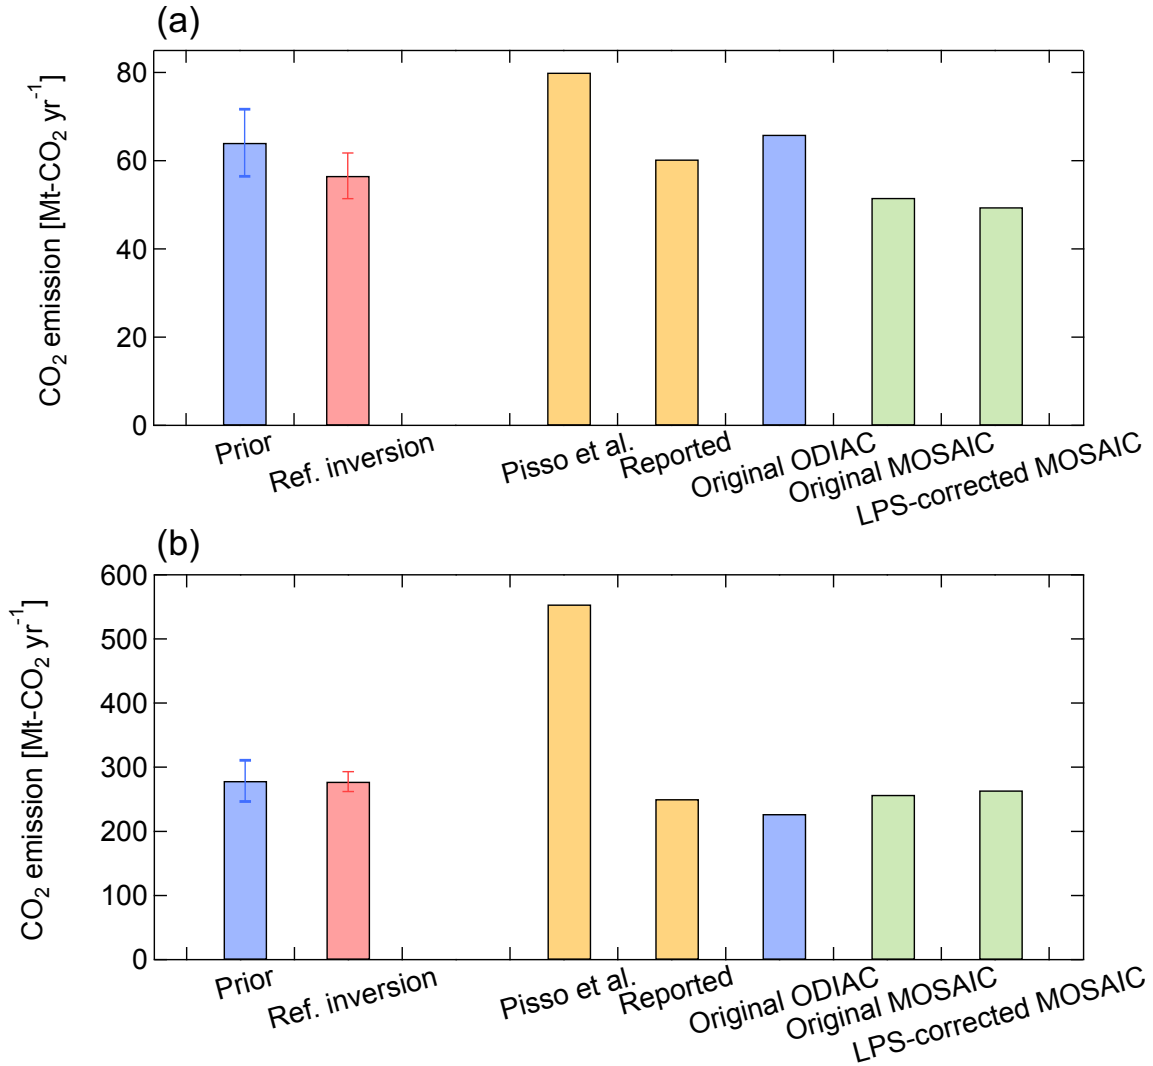 (a)
CO₂ emission [Mt-CO₂ yr⁻¹]
80
60
40
20
0
Prior
Ref. inversion
Pisso et al.
Reported
Original ODIAC
Original MOSAIC
LPS-corrected MOSAIC
(b)
CO₂ emission [Mt-CO₂ yr⁻¹]
600
500
400
300
200
100
0
Prior
Ref. inversion
Pisso et al.
Reported
Original ODIAC
Original MOSAIC
LPS-corrected MOSAIC